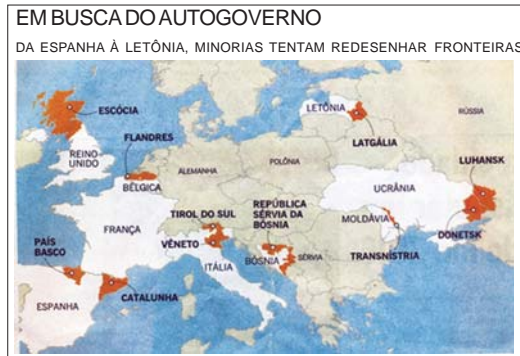 EM BUSCA DO AUTOGOVERNO
DA ESPANHA À LETÔNIA, MINORIAS TENTAM REDESENHAR FRONTEIRAS
ESCÓCIA
LETÔNIA
RÚSSIA
FLANDRES
LATGÁLIA
REINO-
UNIDO
ALEMANHA
POLÔNIA
LUHANSK
BÉLGICA
UCRÂNIA
TIROL DO SUL
REPÚBLICA
SÉRVIA DA
BÓSNIA
MOLDÁVIA
FRANÇA
DONETSK
PAÍS
BASCO
VÊNETO
BÓSNIA
SÉRVIA
TRANSNÍSTRIA
ITÁLIA
CATALUNHA
ESPANHA